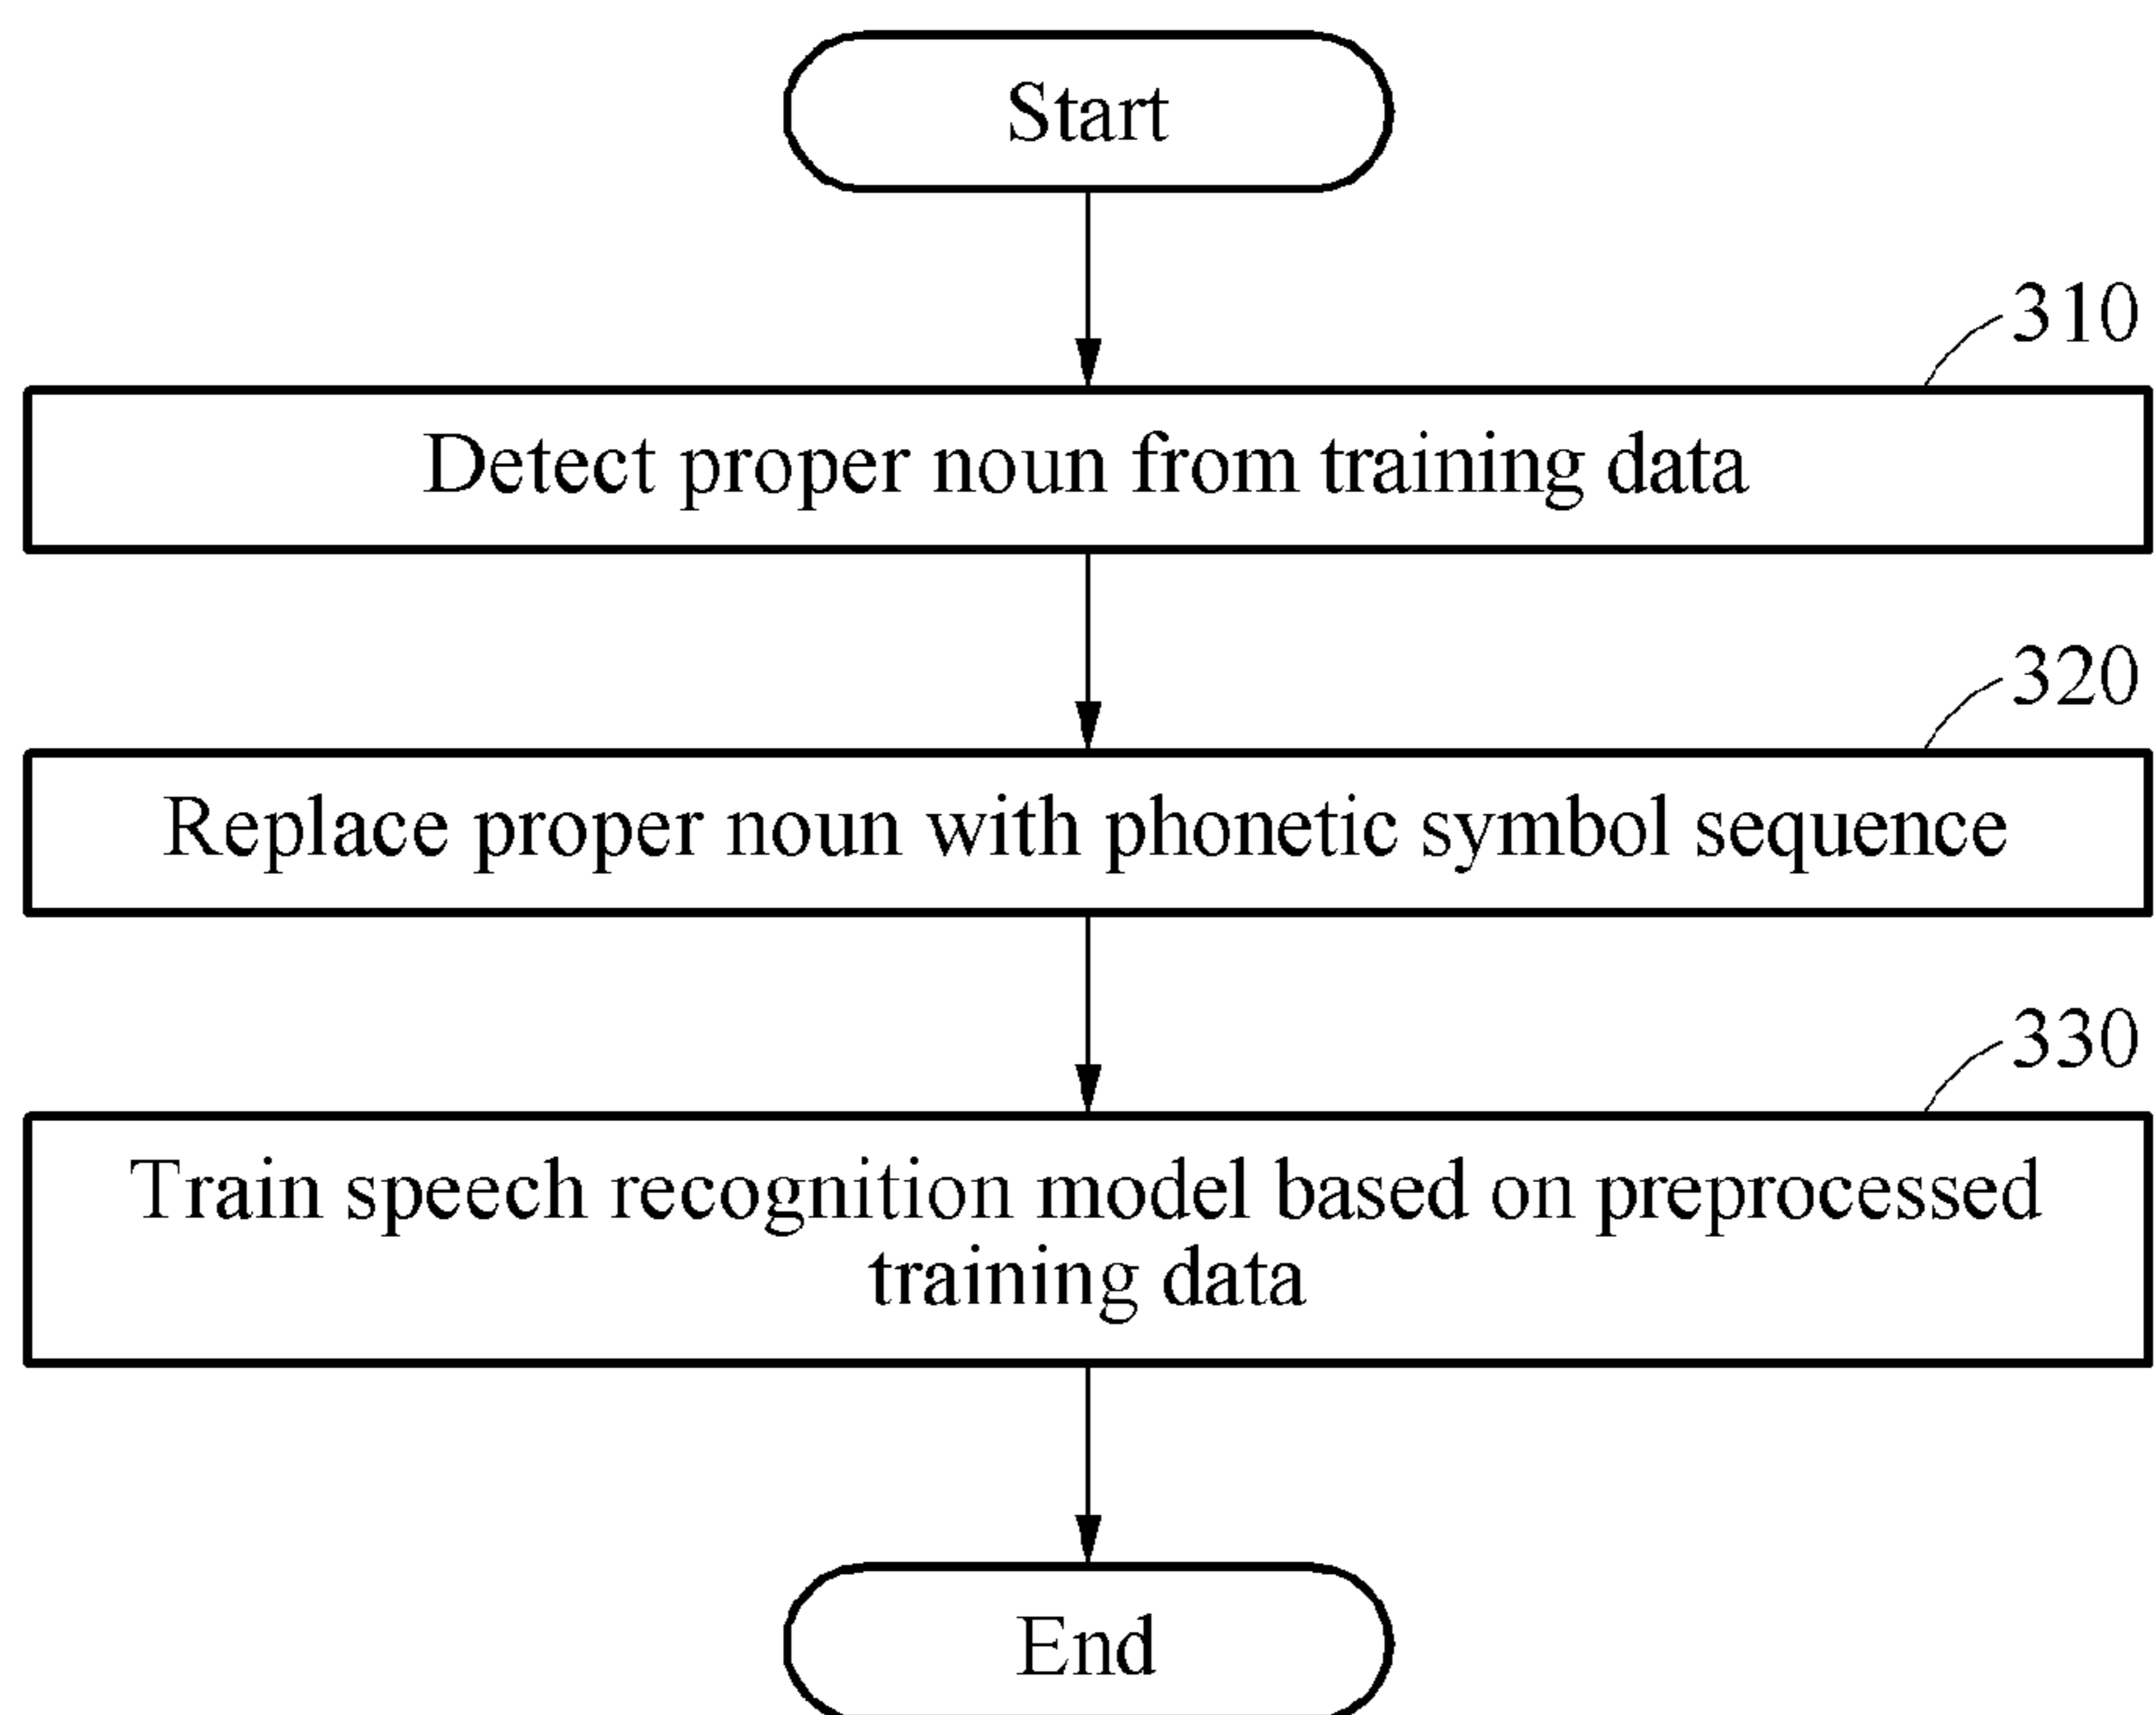 Start
310
Detect proper noun from training data
320
Replace proper noun with phonetic symbol sequence
330
Train speech recognition model based on preprocessed
training data
End